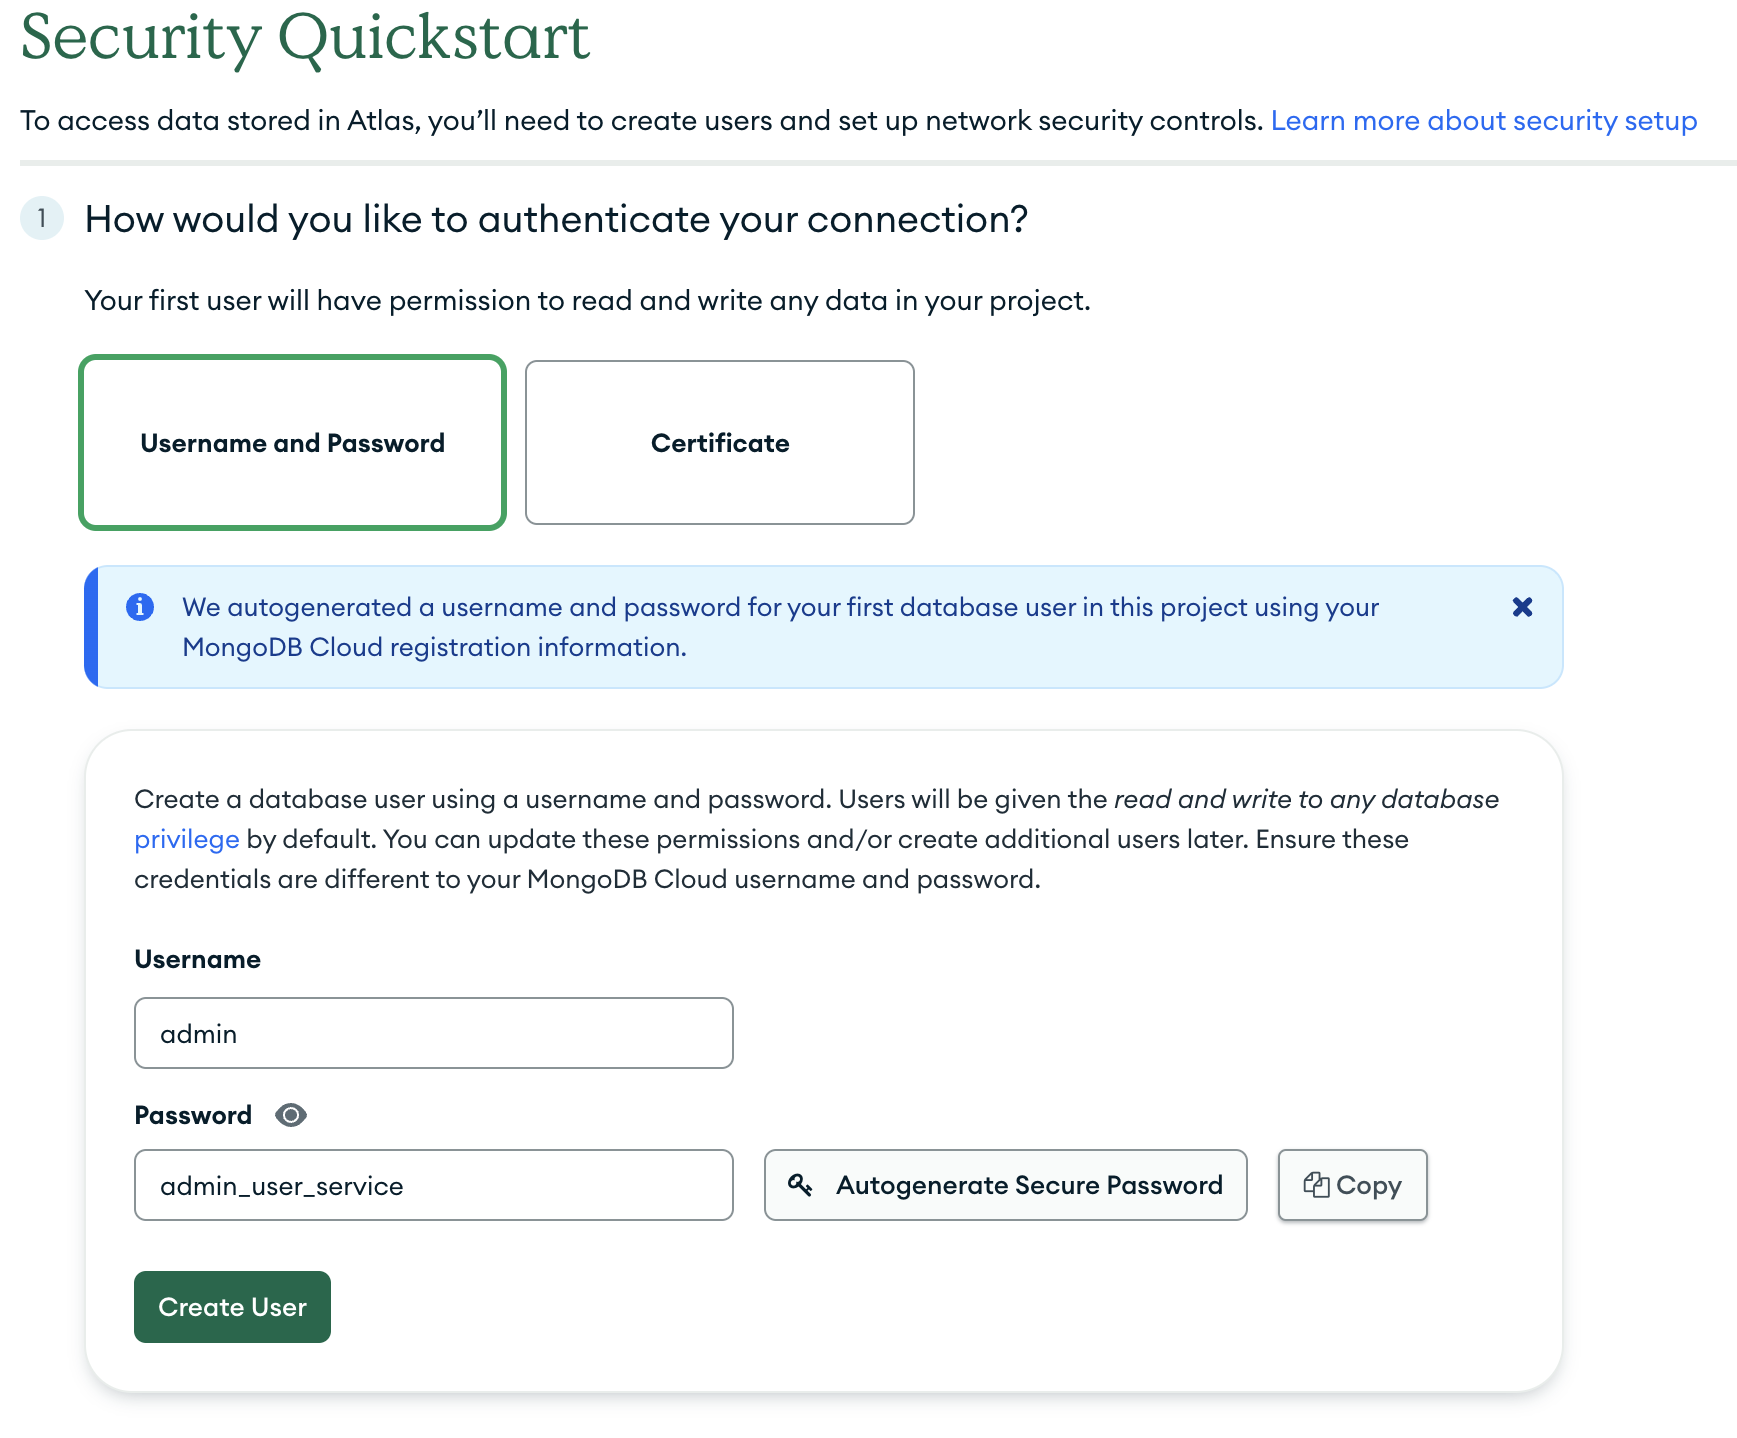 Security Quickstart
To access data stored in Atlas, you’ll need to create users and set up network security controls. Learn more about security setup
1 How would you like to authenticate your connection?
Your first user will have permission to read and write any data in your project.
Username and Password
Certificate
We autogenerated a username and password for your first database user in this project using your
MongoDB Cloud registration information.
Create a database user using a username and password. Users will be given the read and write to any database
privilege by default. You can update these permissions and/or create additional users later. Ensure these
credentials are different to your MongoDB Cloud username and password.
Username
admin
Password
admin_user_service
Autogenerate Secure Password
Copy
Create User